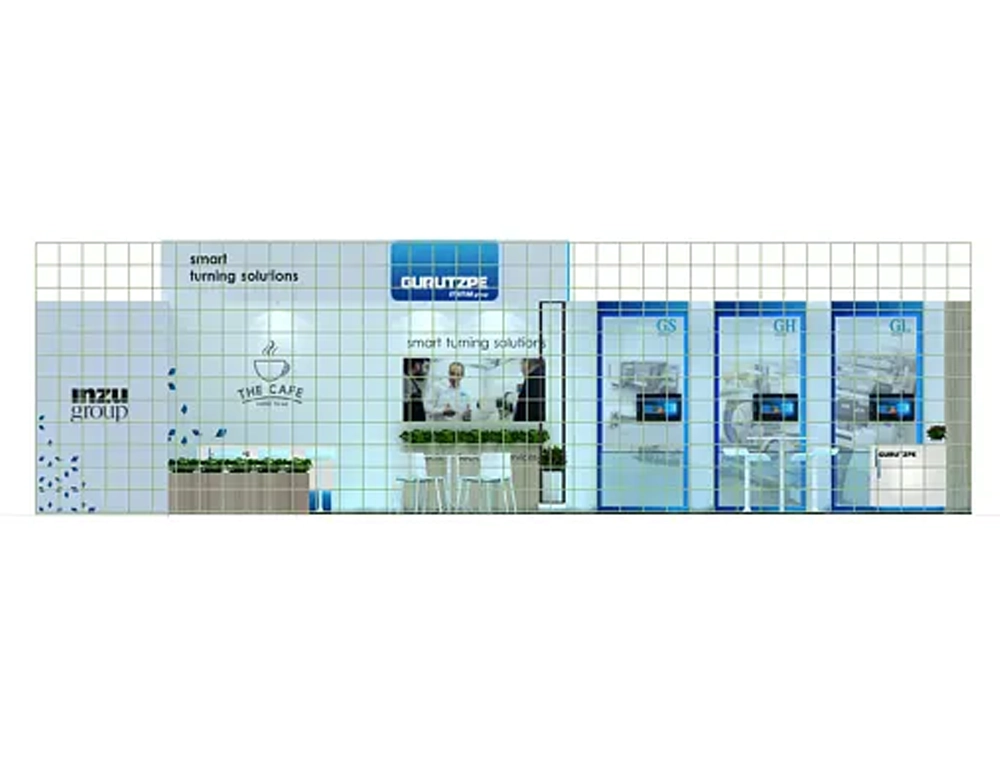 smart
turning solutions
GURUTZPE
smart turning solutions
GS
GH
GL
THE CAFE
inzu
group
GURUTZPE